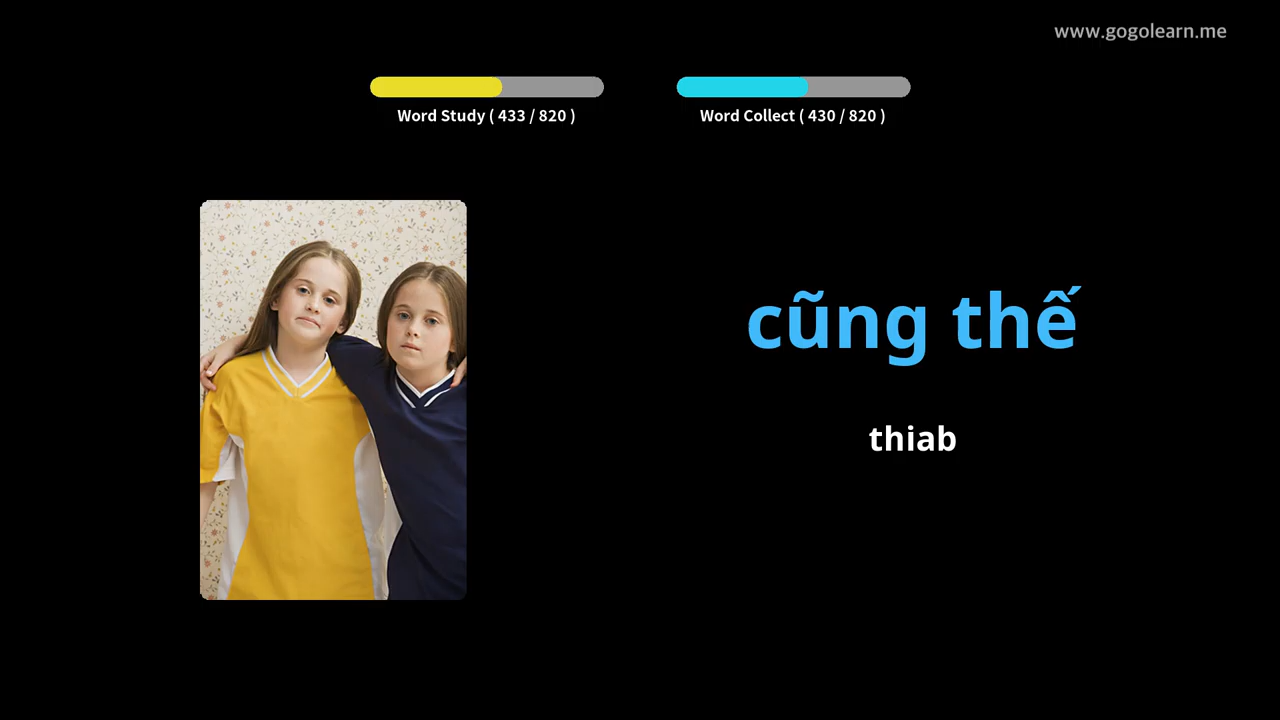 www.gogolearn.me
Word Study ( 433 / 820 )
Word Collect ( 430 / 820 )
cũng thế
thiab